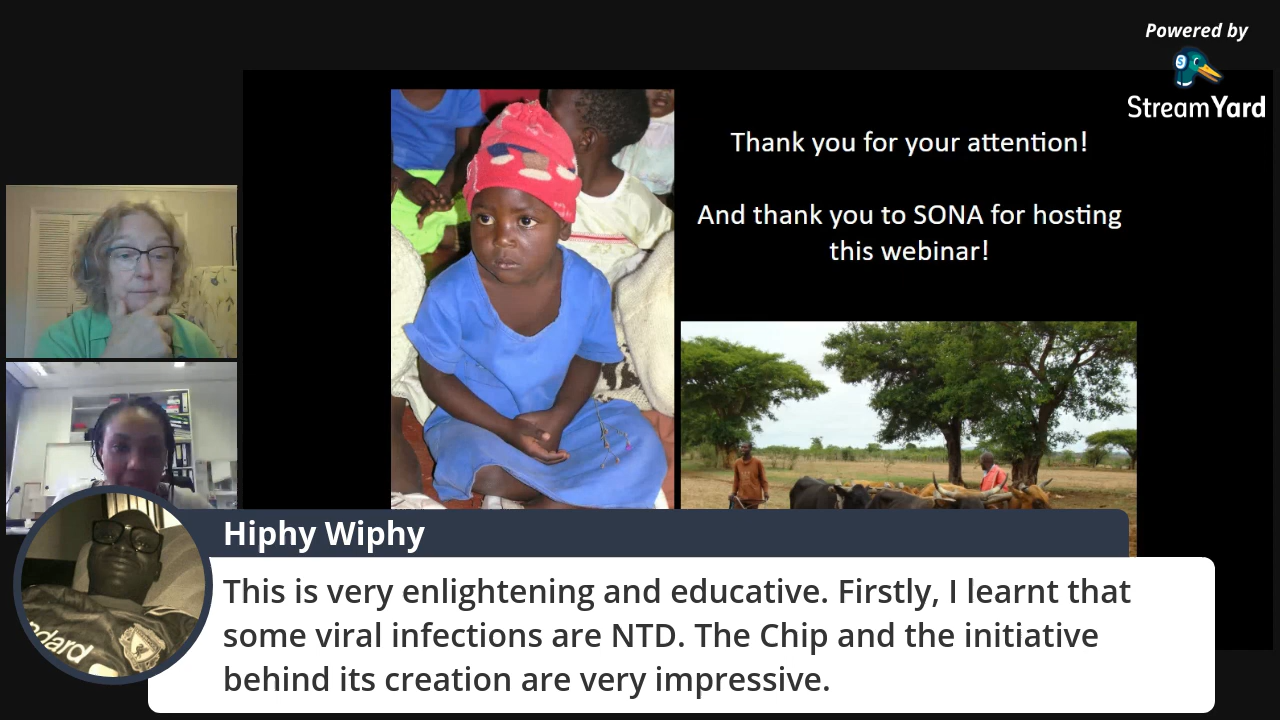 Powered by
StreamYard
Thank you for your attention!
And thank you to SONA for hosting
this webinar!
Hiphy Wiphy
This is very enlightening and educative. Firstly, I learnt that
some viral infections are NTD. The Chip and the initiative
behind its creation are very impressive.